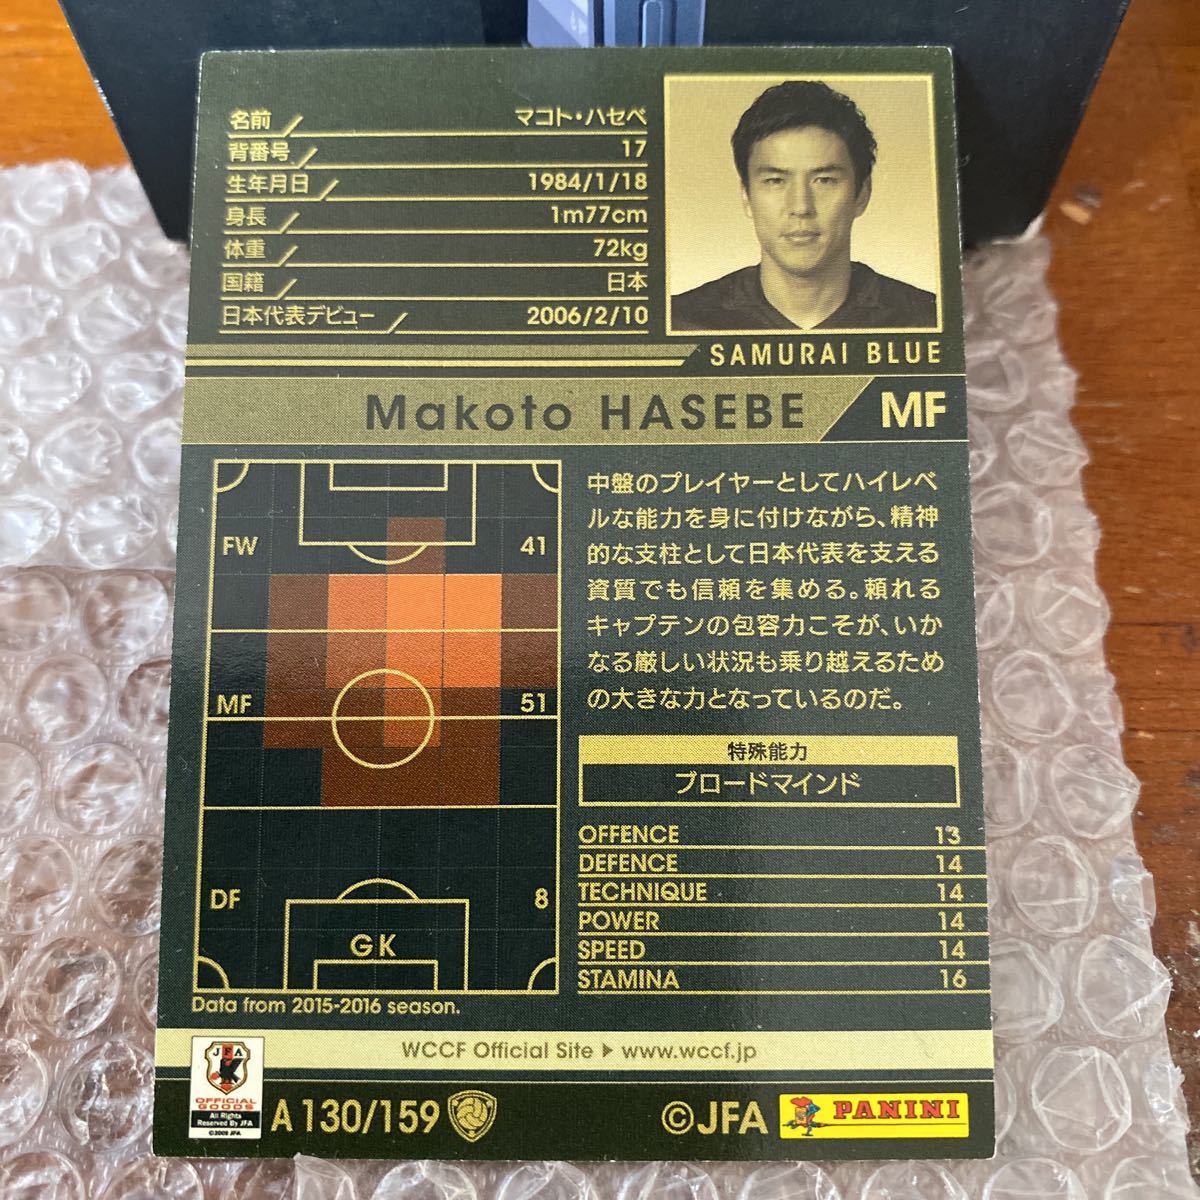 名前 マコト・ハセベ
背番号 17
生年月日 1984/1/18
身長 1m77cm
体重 72kg
国籍 日本
日本代表デビュー 2006/2/10
SAMURAI BLUE
Makoto HASEBE MF
FW 41
MF 51
DF 8
GK
Data from 2015-2016 season.
中盤のプレイヤーとしてハイレベ
ルな能力を身に付けながら、精神
的な支柱として日本代表を支える
資質でも信頼を集める。頼れる
キャプテンの包容力こそが、いか
なる厳しい状況も乗り越えるため
の大きな力となっているのだ。
特殊能力
ブロードマインド
OFFENCE 13
DEFENCE 14
TECHNIQUE 14
POWER 14
SPEED 14
STAMINA 16
WCCF Official Site ▶ www.wccf.jp
JFA
OFFICIAL
GOODS
All Rights
Reserved By JFA
©2009 JFA
A 130/159
©JFA
PANINI